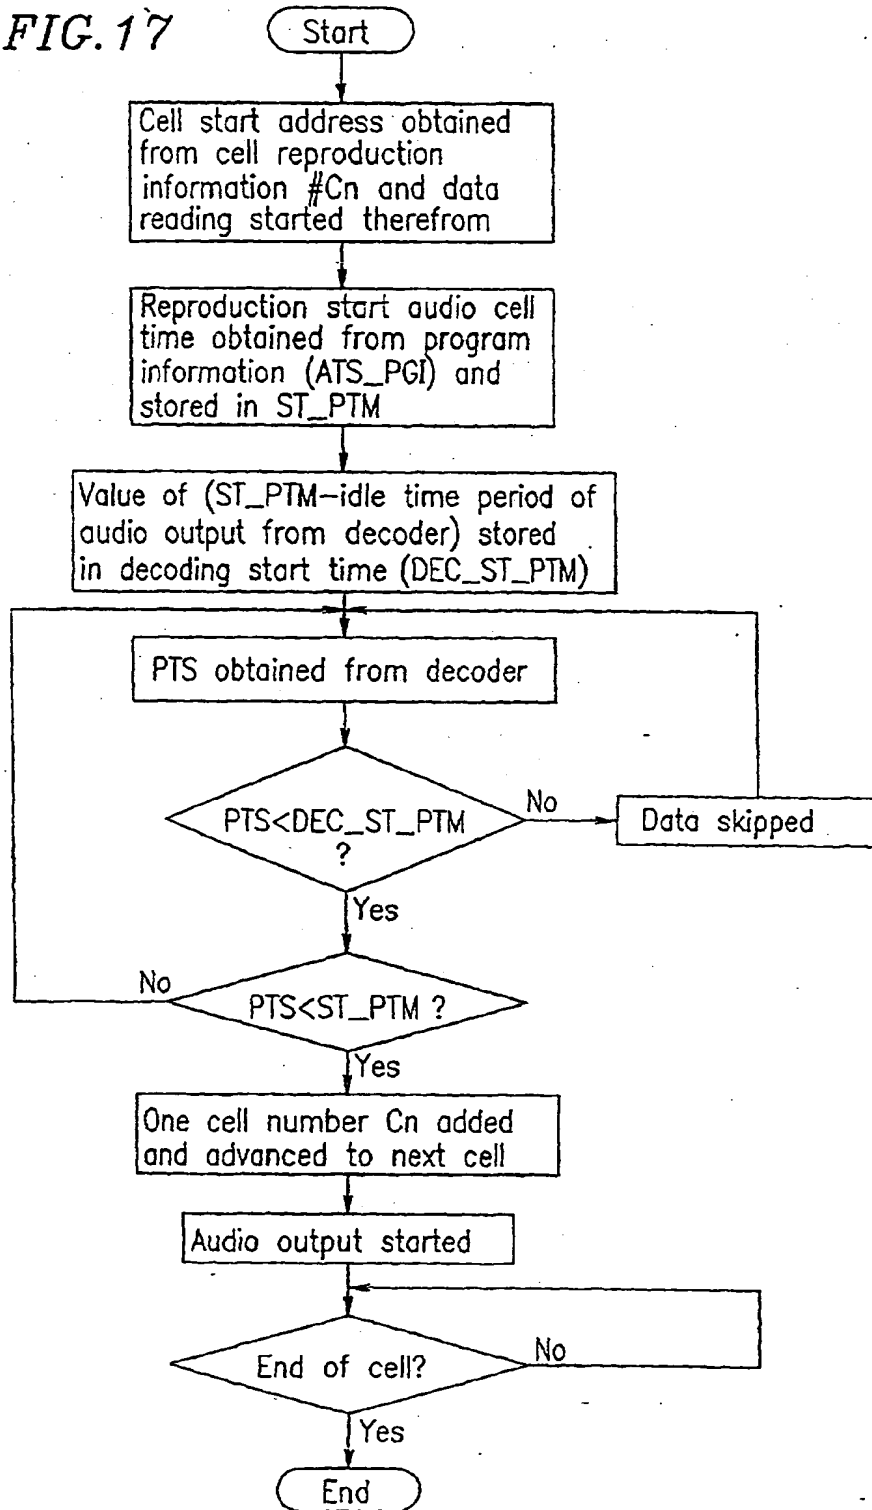 FIG.17
Start
Cell start address obtained
from cell reproduction
information #Cn and data
reading started therefrom
Reproduction start audio cell
time obtained from program
information (ATS_PGI) and
stored in ST_PTM
Value of (ST_PTM-idle time period of
audio output from decoder) stored
in decoding start time (DEC_ST_PTM)
PTS obtained from decoder
PTS<DEC_ST_PTM
?
No
Data skipped
Yes
No
PTS<ST_PTM ?
Yes
One cell number Cn added
and advanced to next cell
Audio output started
End of cell?
No
Yes
End